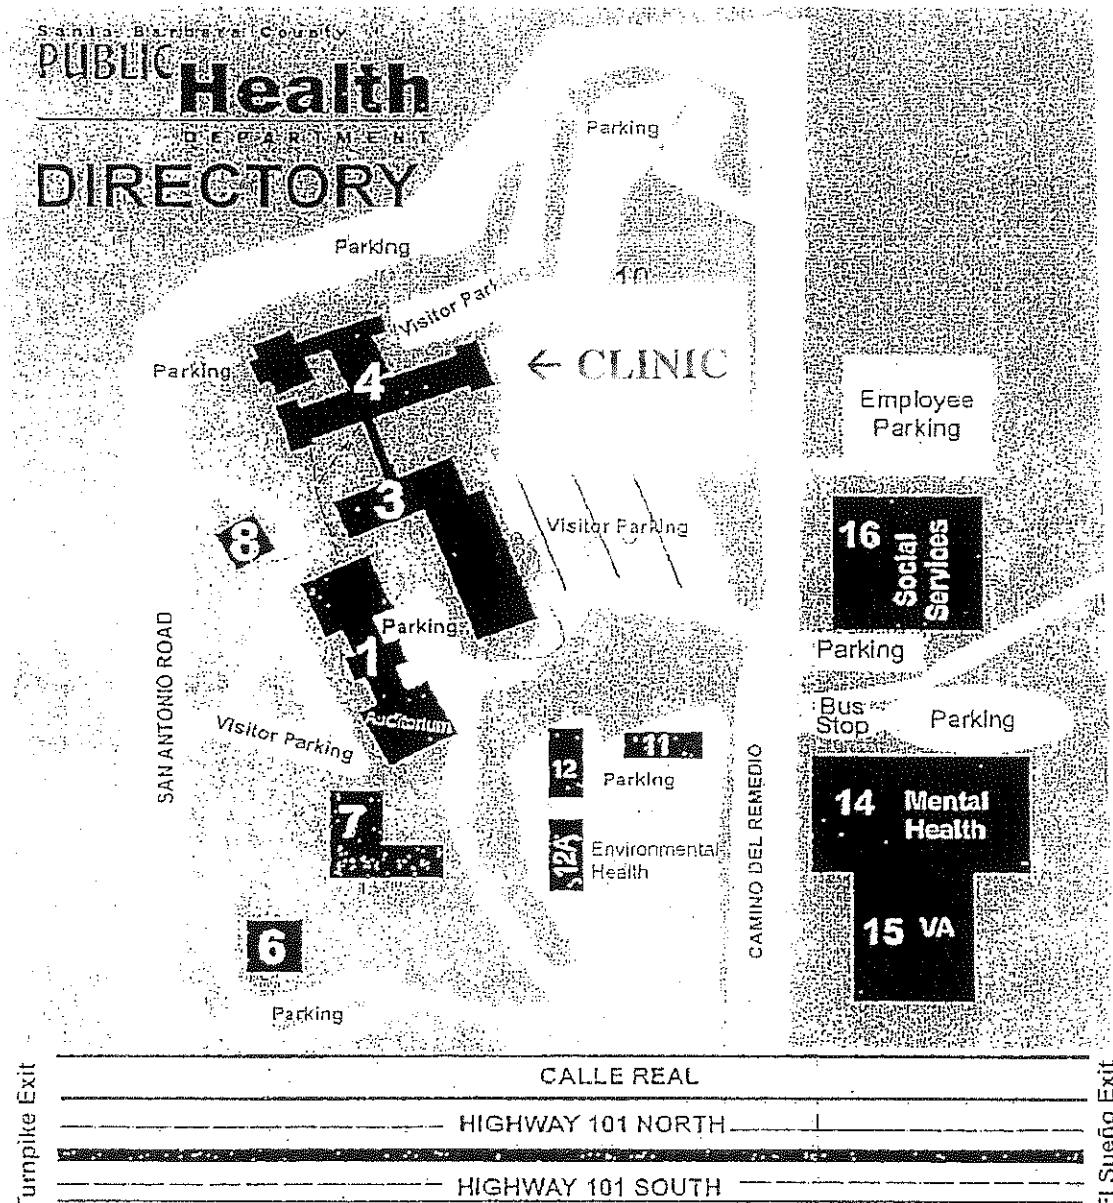 Santa Barbara County
PUBLIC
Health
DEPARTMENT
DIRECTORY
Parking
Parking
10
Visitor
Parking
4
← CLINIC
Employee
Parking
3
8
Visitor Parking
16
Social
Services
Parking
1
Parking
Auditorium
Visitor Parking
SAN ANTONIO ROAD
Bus
Stop
Parking
12
11
Parking
CAMINO DEL REMEDIO
14
Mental
Health
7
12A
Environmental
Health
6
15 VA
Parking
Turnpike Exit
CALLE REAL
HIGHWAY 101 NORTH
HIGHWAY 101 SOUTH
a Sueño Exit